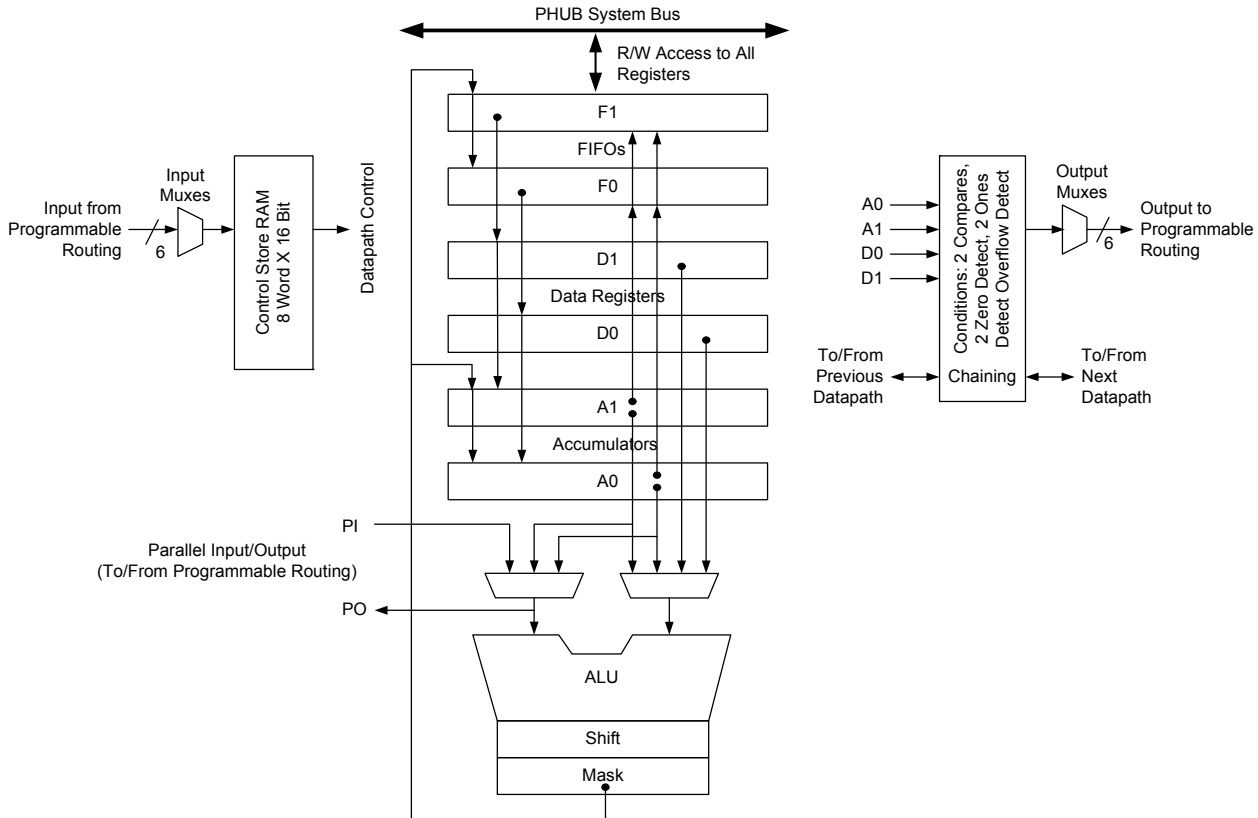 PHUB System Bus
R/W Access to All
Registers
F1
FIFOs
F0
D1
Data Registers
D0
A1
Accumulators
A0
Input from
Programmable
Routing
6
Input
Muxes
Control Store RAM
8 Word X 16 Bit
Datapath Control
A0
A1
D0
D1
Conditions: 2 Compares,
2 Zero Detect, 2 Ones
Detect Overflow Detect
Output
Muxes
6
Output to
Programmable
Routing
To/From
Previous
Datapath
Chaining
To/From
Next
Datapath
PI
Parallel Input/Output
(To/From Programmable Routing)
PO
ALU
Shift
Mask